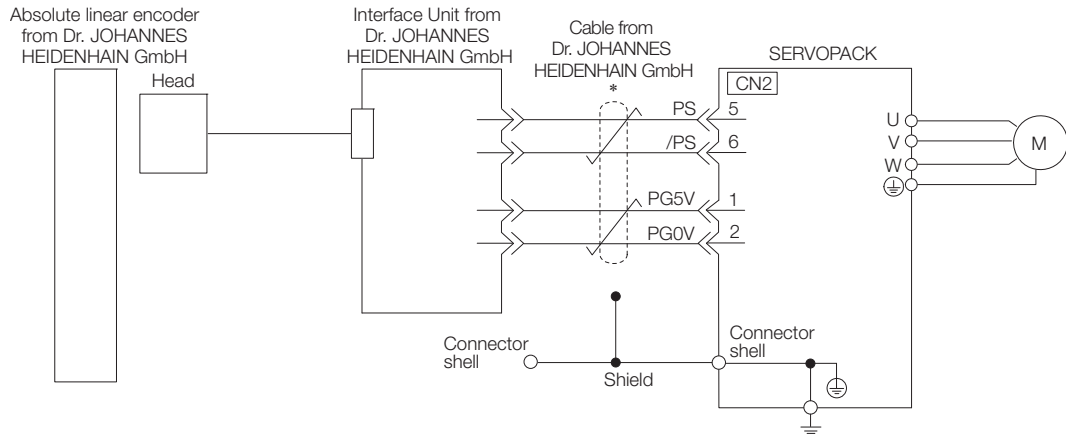 Absolute linear encoder
from Dr. JOHANNES
HEIDENHAIN GmbH
Head
Interface Unit from
Dr. JOHANNES
HEIDENHAIN GmbH
Cable from
Dr. JOHANNES
HEIDENHAIN GmbH
*
SERVOPACK
CN2
PS
5
/PS
6
PG5V
1
PG0V
2
U
V
W
M
Connector
shell
Shield
Connector
shell